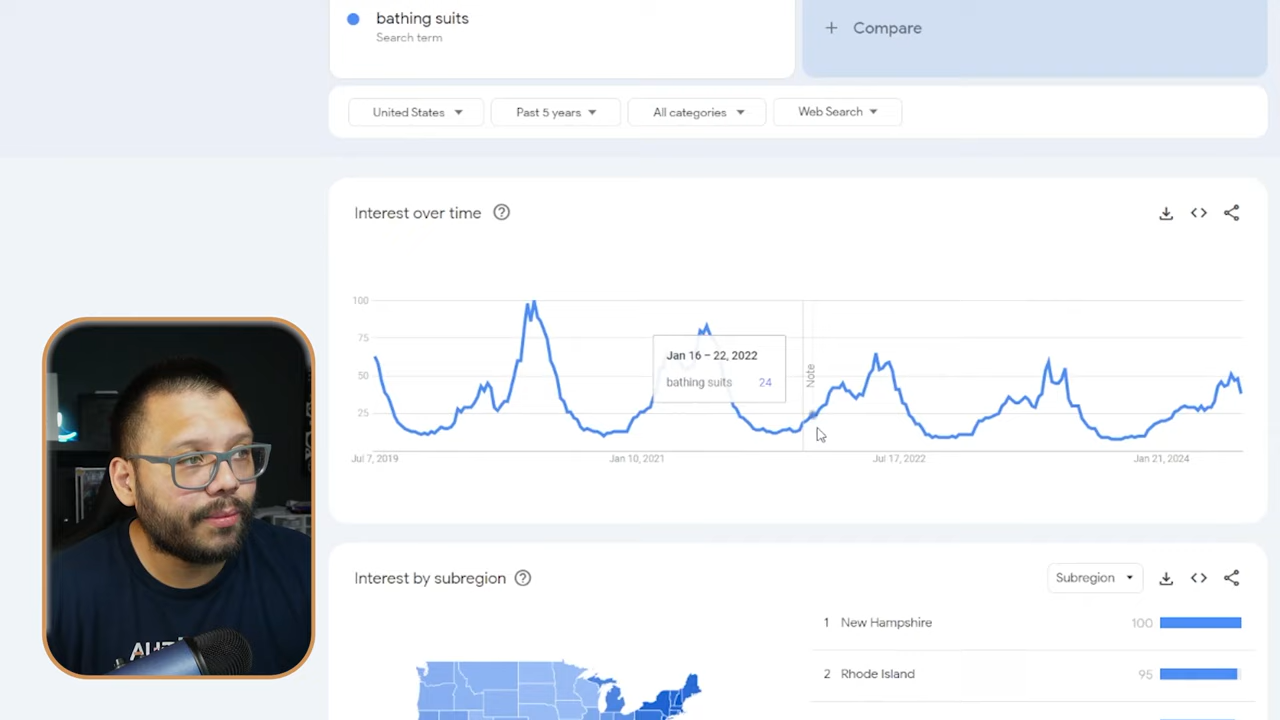 bathing suits
Search term
+ Compare
United States
Past 5 years
All categories
Web Search
Interest over time
100
75
50
25
Jan 16 – 22, 2022
bathing suits 24
Note
Jul 7, 2019
Jan 10, 2021
Jul 17, 2022
Jan 21, 2024
Interest by subregion
Subregion
1 New Hampshire 100
2 Rhode Island 95